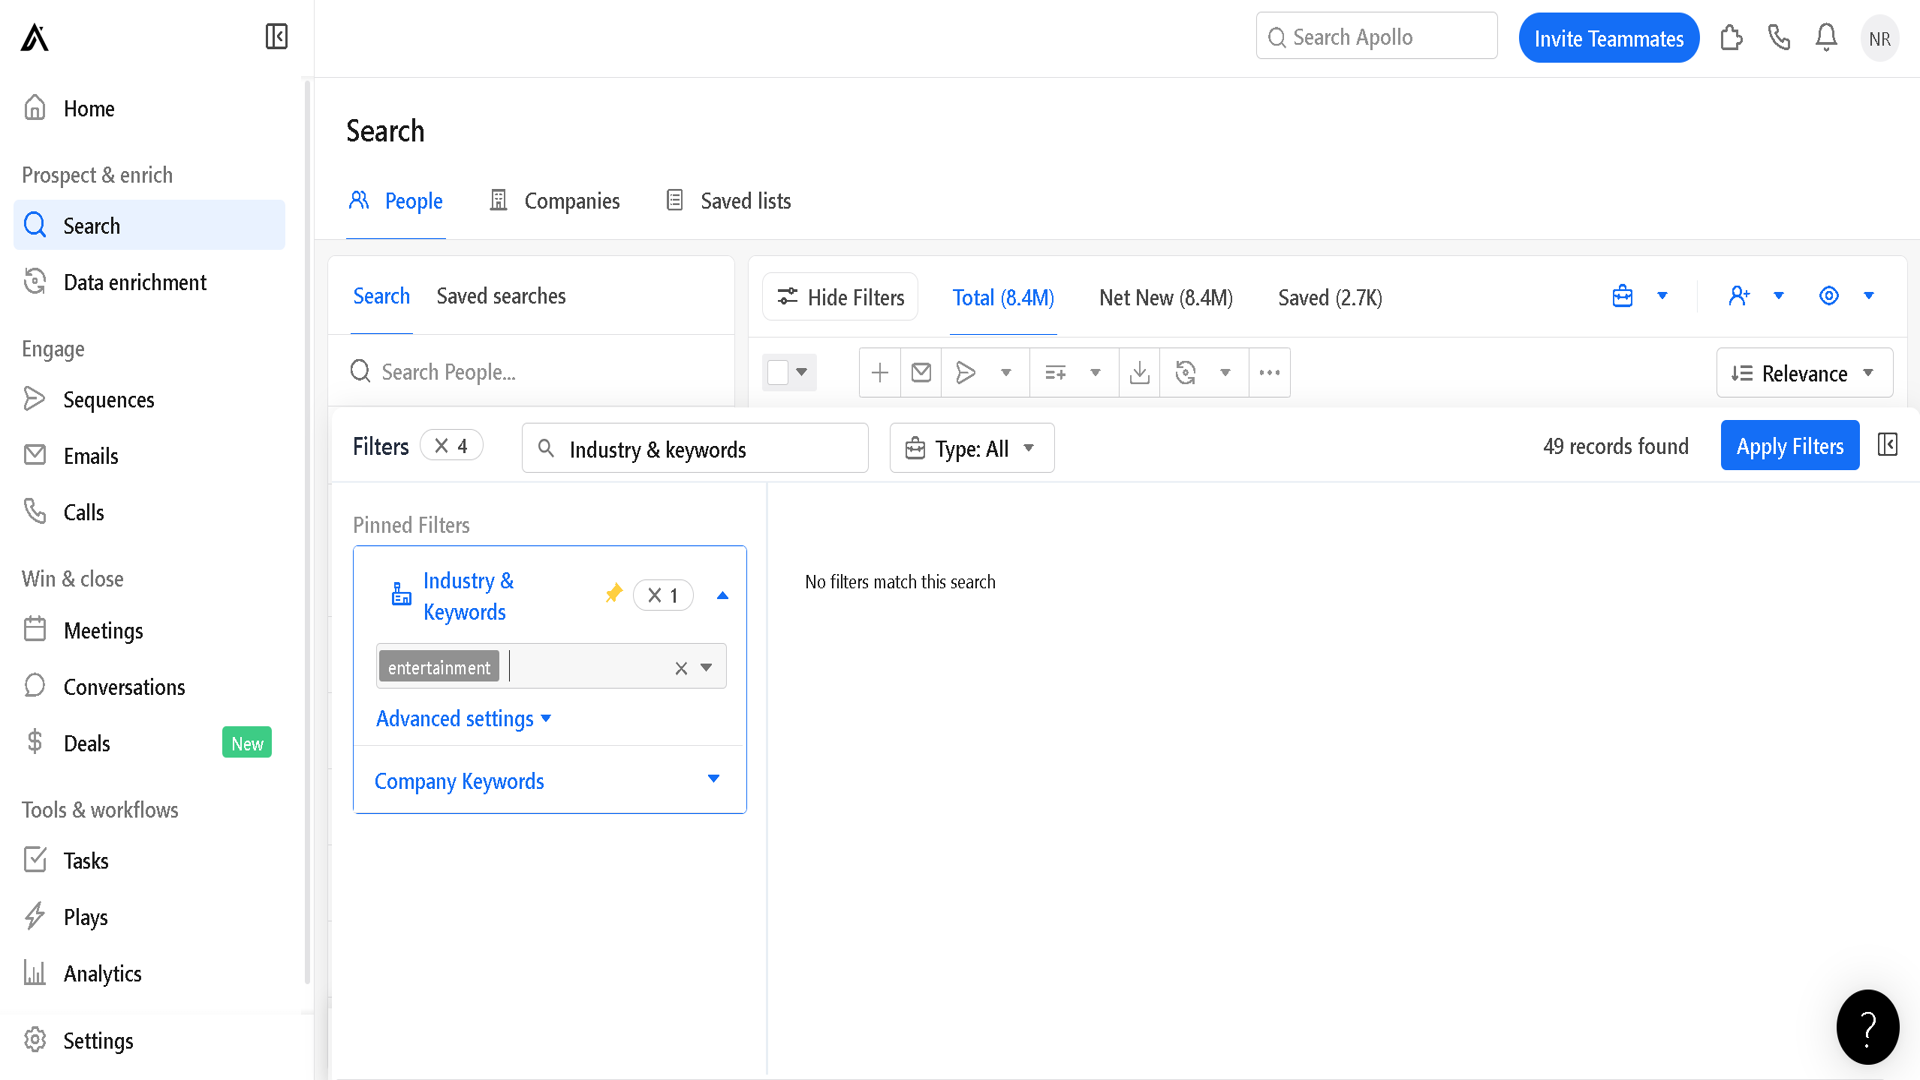 Search Apollo
Invite Teammates
NR
Home
Prospect & enrich
Search
Data enrichment
Engage
Sequences
Emails
Calls
Win & close
Meetings
Conversations
Deals
New
Tools & workflows
Tasks
Plays
Analytics
Settings
Search
People
Companies
Saved lists
Search
Saved searches
Search People...
Hide Filters
Total (8.4M)
Net New (8.4M)
Saved (2.7K)
Relevance
Filters
4
Industry & keywords
Type: All
49 records found
Apply Filters
Pinned Filters
Industry &
Keywords
1
entertainment
Advanced settings
Company Keywords
No filters match this search
?